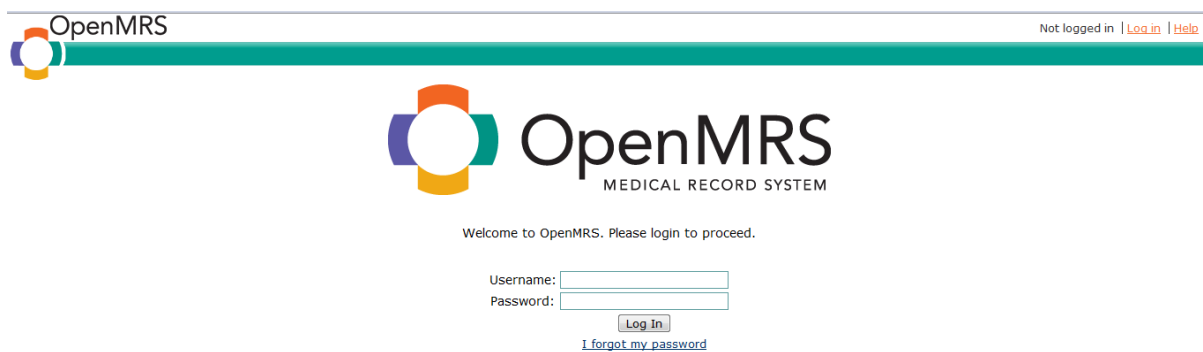 OpenMRS
Not logged in | Log in | Help
OpenMRS
MEDICAL RECORD SYSTEM
Welcome to OpenMRS. Please login to proceed.
Username:
Password:
Log In
I forgot my password